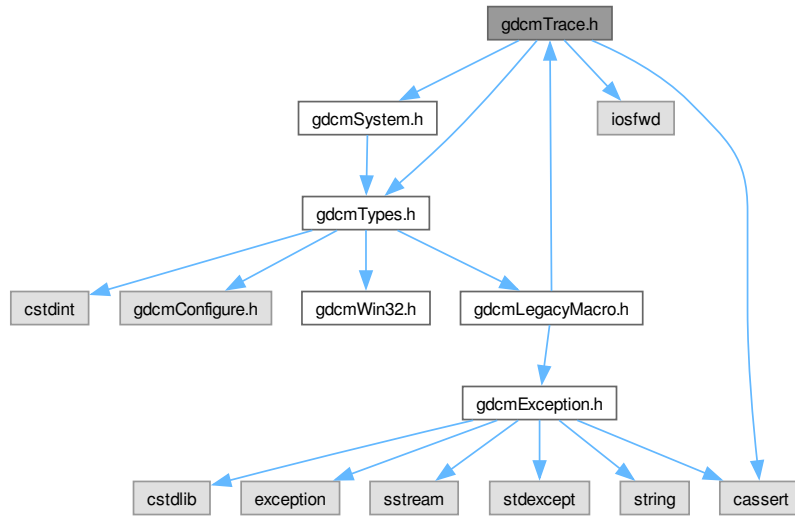 gdcmTrace.h
gdcmSystem.h
iosfwd
gdcmTypes.h
cstdint
gdcmConfigure.h
gdcmWin32.h
gdcmLegacyMacro.h
gdcmException.h
cstdlib
exception
sstream
stdexcept
string
cassert